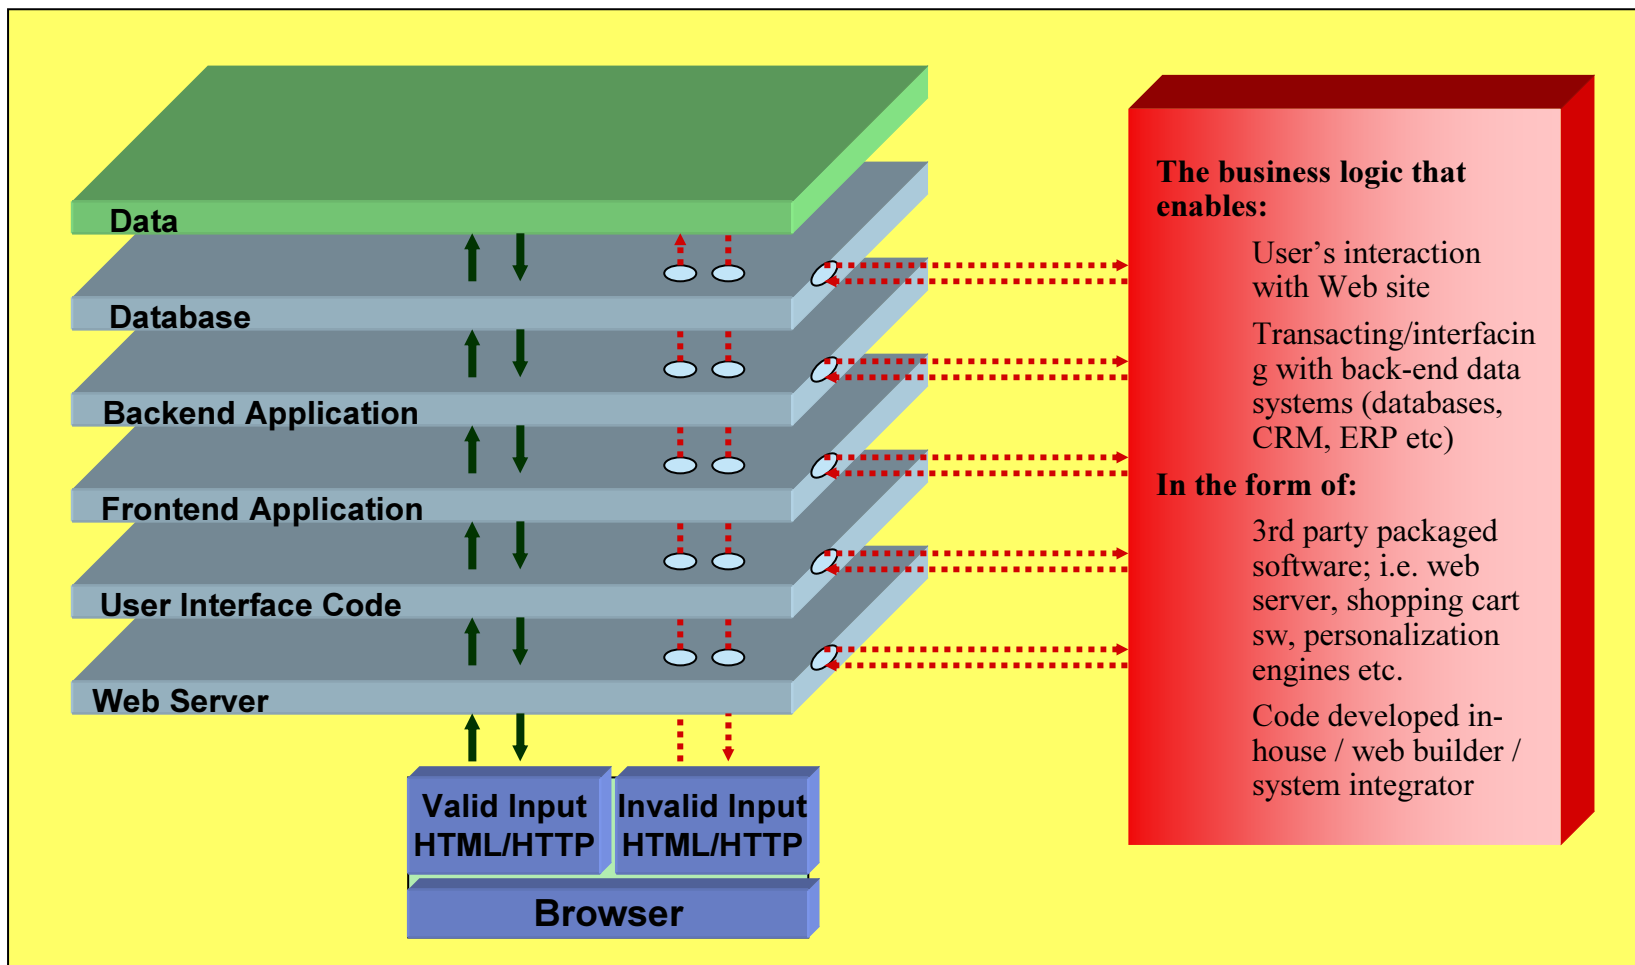 Data
Database
Backend Application
Frontend Application
User Interface Code
Web Server
Valid Input
HTML/HTTP
Invalid Input
HTML/HTTP
Browser
The business logic that
enables:
User’s interaction
with Web site
Transacting/interfacin
g with back-end data
systems (databases,
CRM, ERP etc)
In the form of:
3rd party packaged
software; i.e. web
server, shopping cart
sw, personalization
engines etc.
Code developed in-
house / web builder /
system integrator